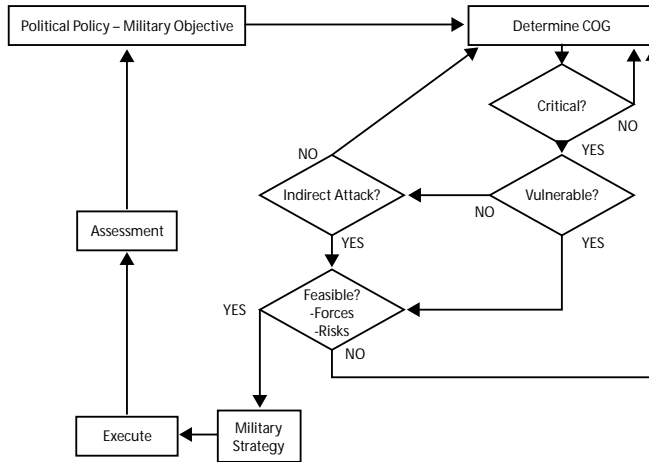 Political Policy – Military Objective
Determine COG
Critical?
NO
YES
NO
Indirect Attack?
Vulnerable?
NO
Assessment
YES
YES
Feasible?
-Forces
-Risks
YES
NO
Execute
Military
Strategy